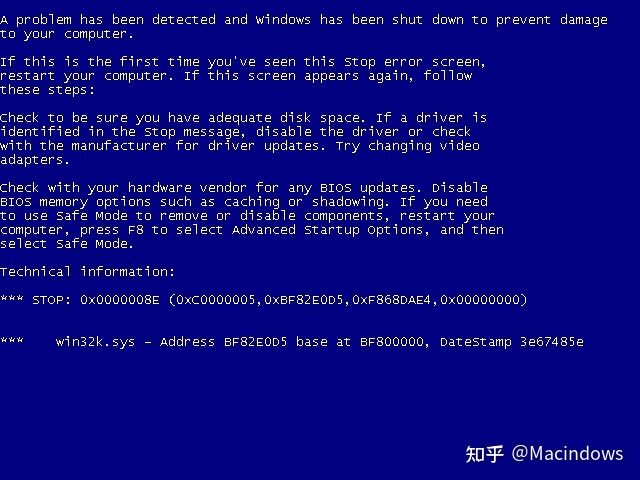 A problem has been detected and Windows has been shut down to prevent damage
to your computer.
If this is the first time you've seen this Stop error screen,
restart your computer. If this screen appears again, follow
these steps:
Check to be sure you have adequate disk space. If a driver is
identified in the Stop message, disable the driver or check
with the manufacturer for driver updates. Try changing video
adapters.
Check with your hardware vendor for any BIOS updates. Disable
BIOS memory options such as caching or shadowing. If you need
to use Safe Mode to remove or disable components, restart your
computer, press F8 to select Advanced Startup Options, and then
select Safe Mode.
Technical information:
*** STOP: 0x0000008E (0xC0000005,0xBF82E0D5,0xF868DAE4,0x00000000)
*** win32k.sys - Address BF82E0D5 base at BF800000, DateStamp 3e67485e
知乎 @Macindows